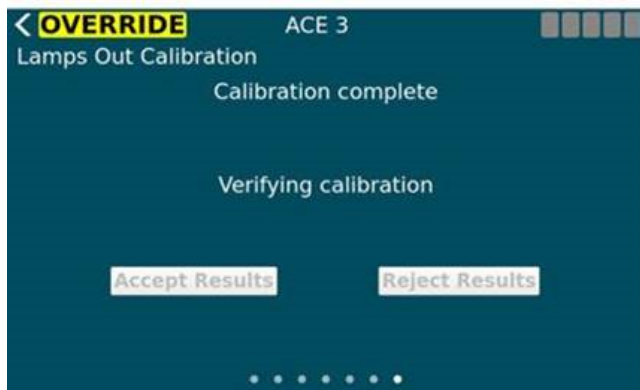 OVERRIDE ACE 3
Lamps Out Calibration
Calibration complete
Verifying calibration
Accept Results Reject Results